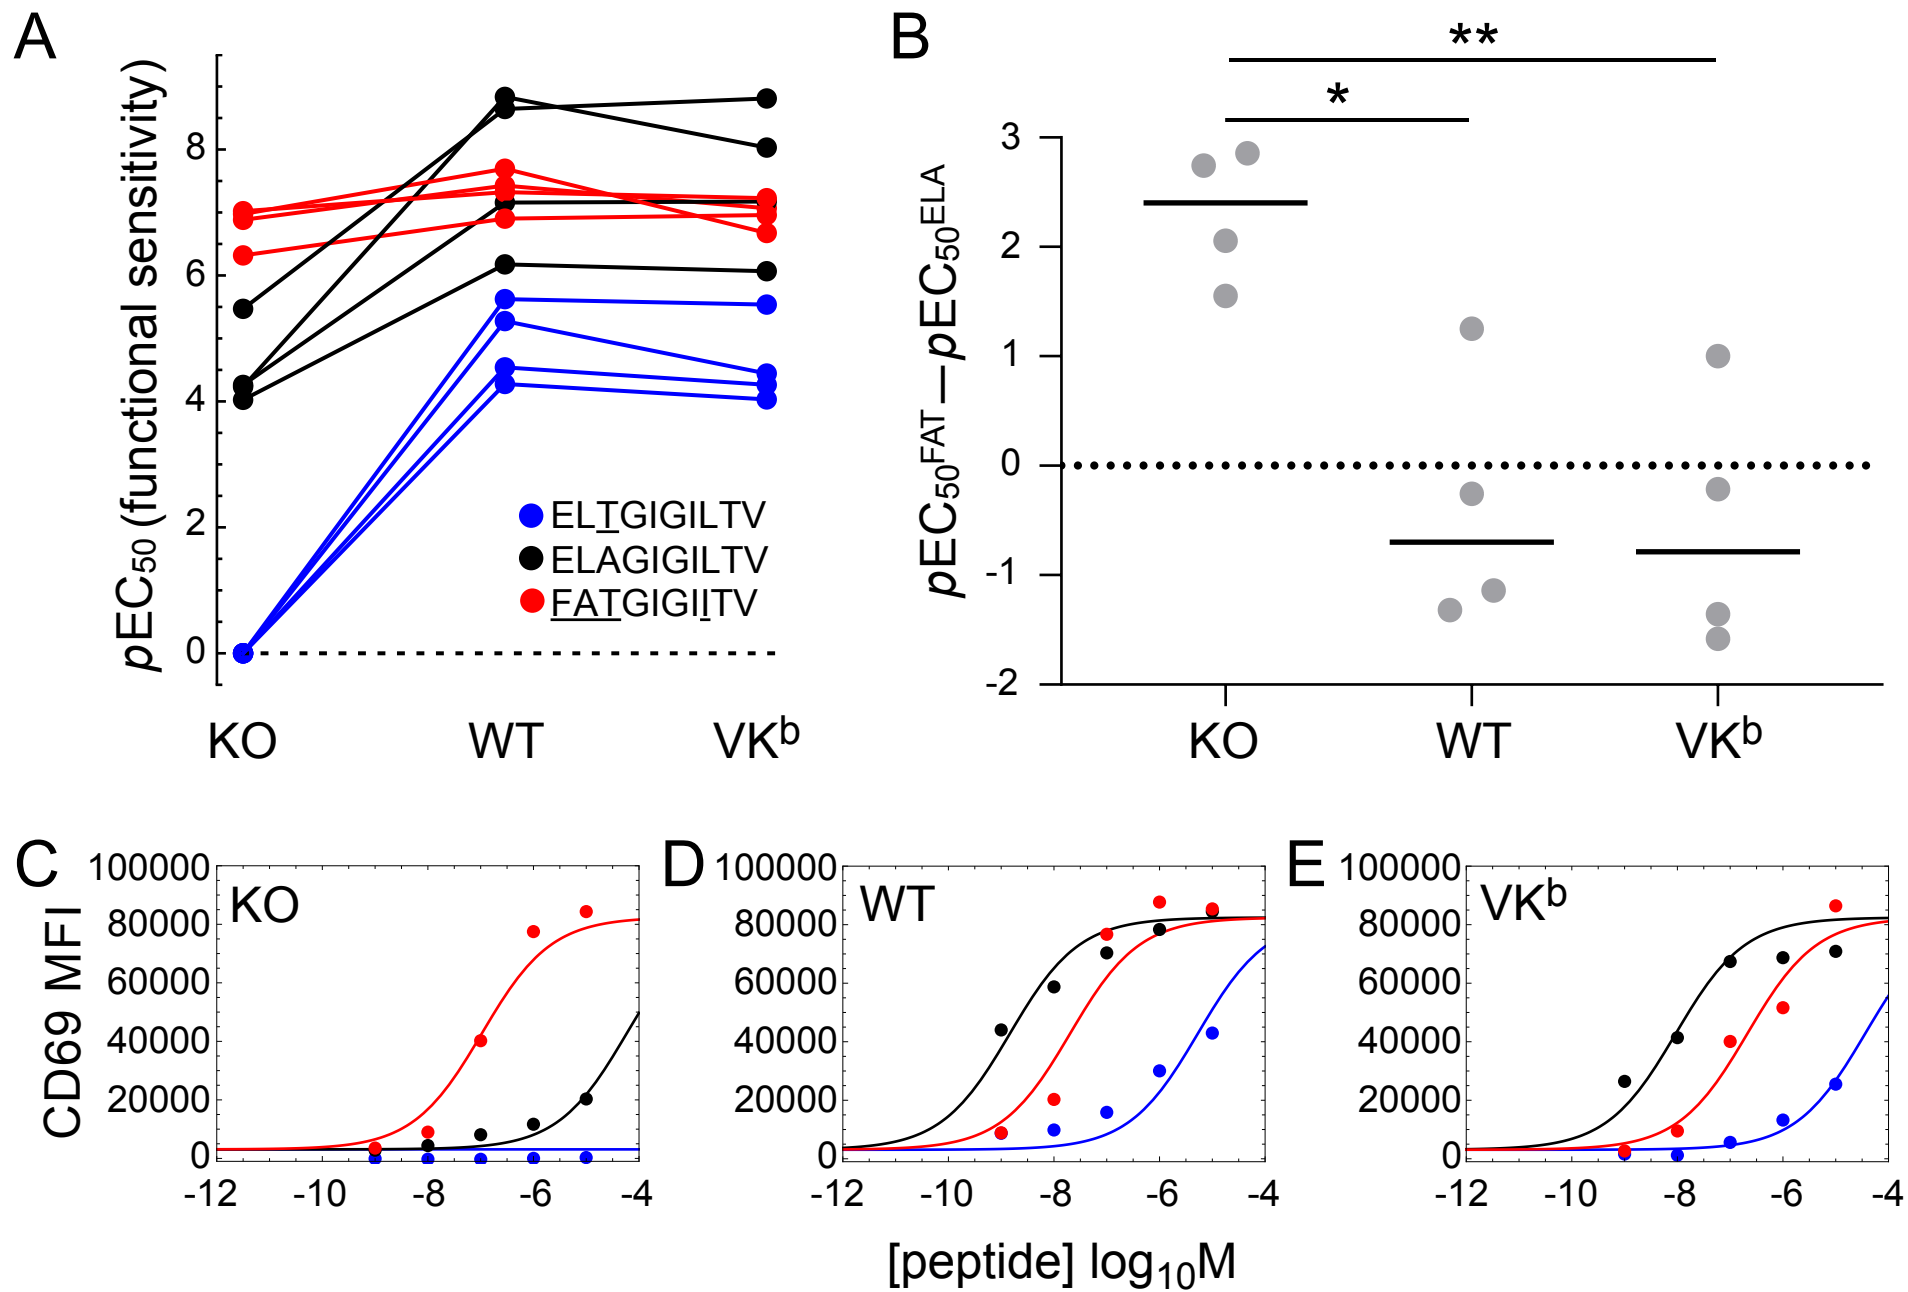 A
pEC50 (functional sensitivity)
8
6
4
2
0
ELTGIGILTV
ELAGIGILTV
FATGIGIITV
KO WT VKb
B
** 
*
pEC50FAT—pEC50ELA
3
2
1
0
-1
-2
KO WT VKb
C
CD69 MFI
KO
100000
80000
60000
40000
20000
0
-12 -10 -8 -6 -4
D
WT
100000
80000
60000
40000
20000
0
-12 -10 -8 -6 -4
E
VKb
100000
80000
60000
40000
20000
0
-12 -10 -8 -6 -4
[peptide] log10M